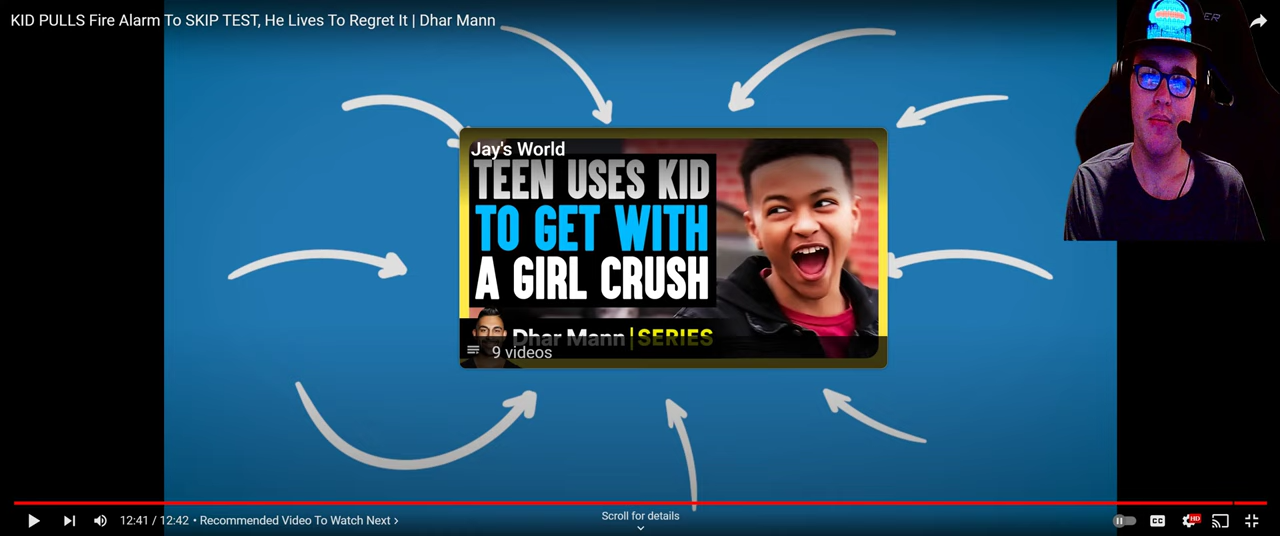 KID PULLS Fire Alarm To SKIP TEST, He Lives To Regret It | Dhar Mann
Jay's World
TEEN USES KID
TO GET WITH
A GIRL CRUSH
Dhar Mann | SERIES
9 videos
12:41 / 12:42 • Recommended Video To Watch Next >
Scroll for details
CC
HD